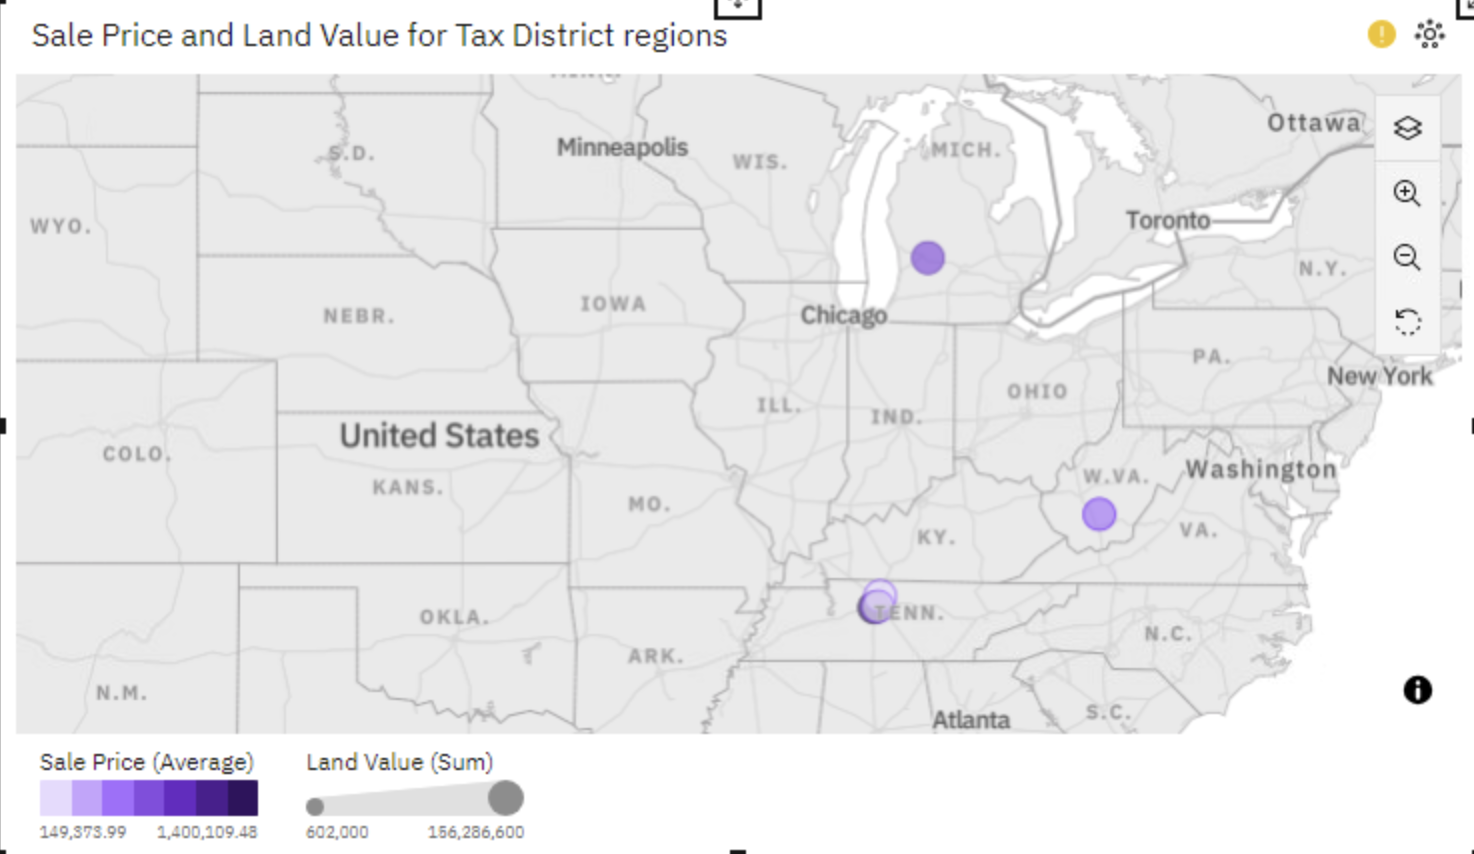 Sale Price and Land Value for Tax District regions
Ottawa
Minneapolis
MICH.
S.D.
WIS.
WYO.
Toronto
N.Y.
IOWA
NEBR.
Chicago
PA.
New York
OHIO
ILL.
IND.
United States
COLO.
W.VA.
Washington
KANS.
MO.
VA.
KY.
OKLA.
TENN.
N.C.
ARK.
N.M.
S.C.
Atlanta
Sale Price (Average)
Land Value (Sum)
149,373.99
1,400,109.48
602,000
156,286,600